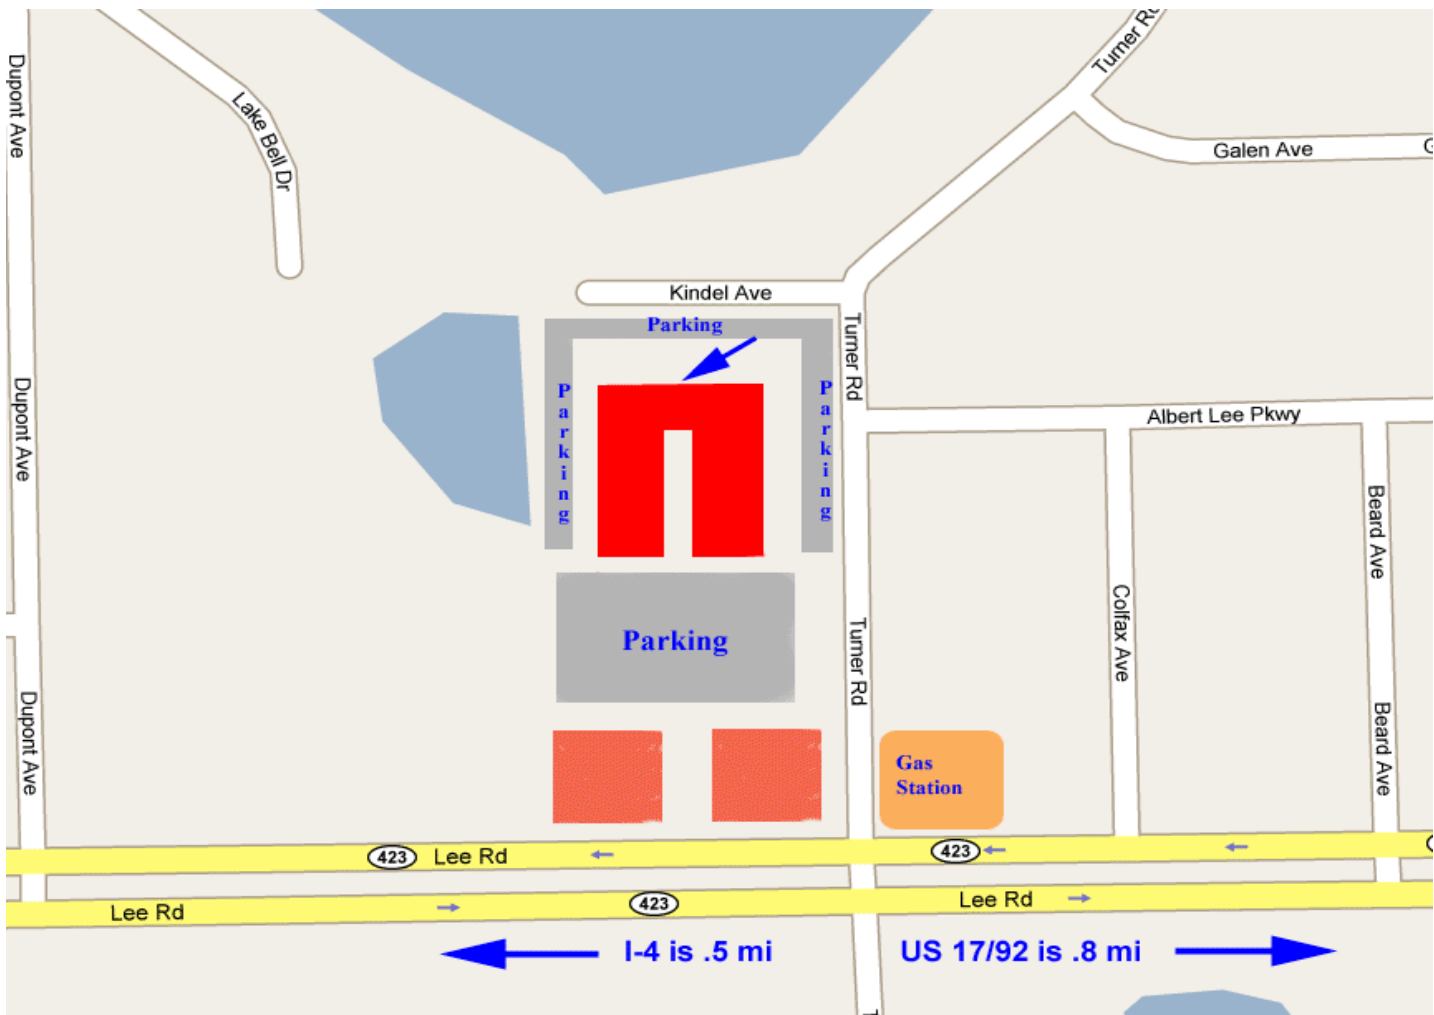 Turner Rd
Dupont Ave
Lake Bell Dr
Galen Ave
G
Kindel Ave
Parking
Turner Rd
Parking
Parking
Dupont Ave
Albert Lee Pkwy
Beard Ave
Colfax Ave
Parking
Turner Rd
Dupont Ave
Beard Ave
Gas
Station
423 Lee Rd
423
423
Lee Rd
Lee Rd
I-4 is .5 mi
US 17/92 is .8 mi